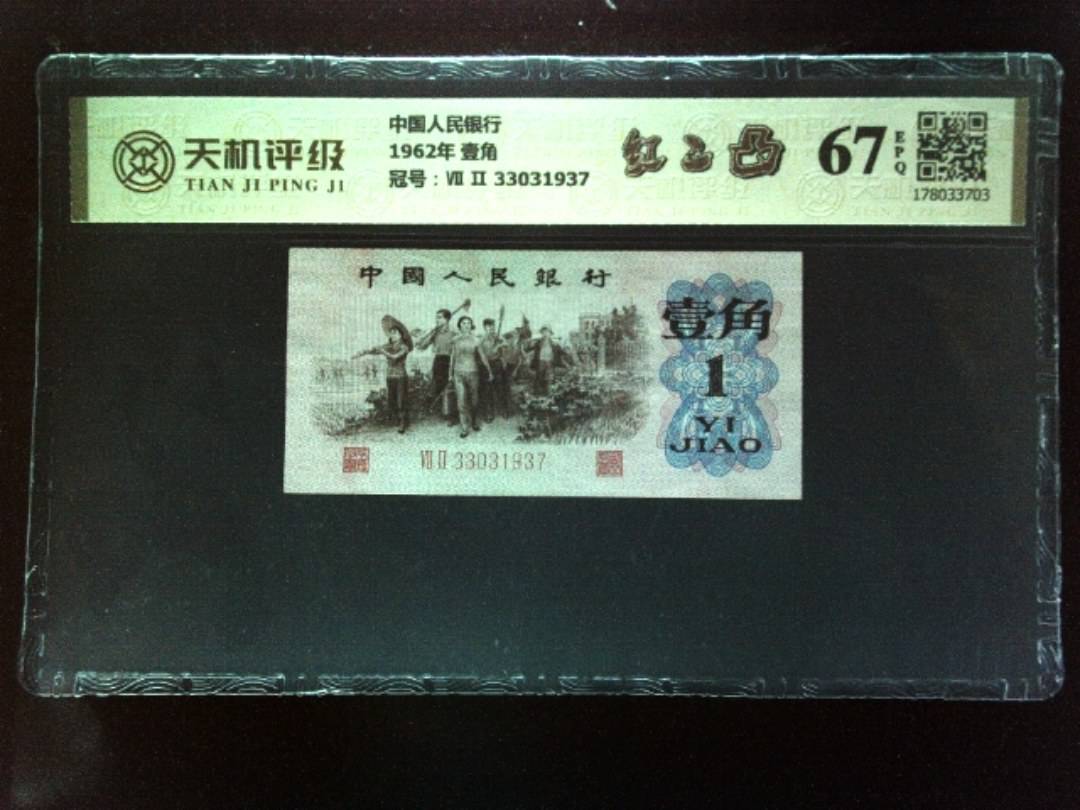 天机评级
TIAN JI PING JI
中国人民银行
1962年 壹角
冠号：Ⅶ Ⅱ 33031937
红三凸
67
EPQ
178033703
中國人民銀行
壹角
1
YI
JIAO
Ⅶ Ⅱ 33031937